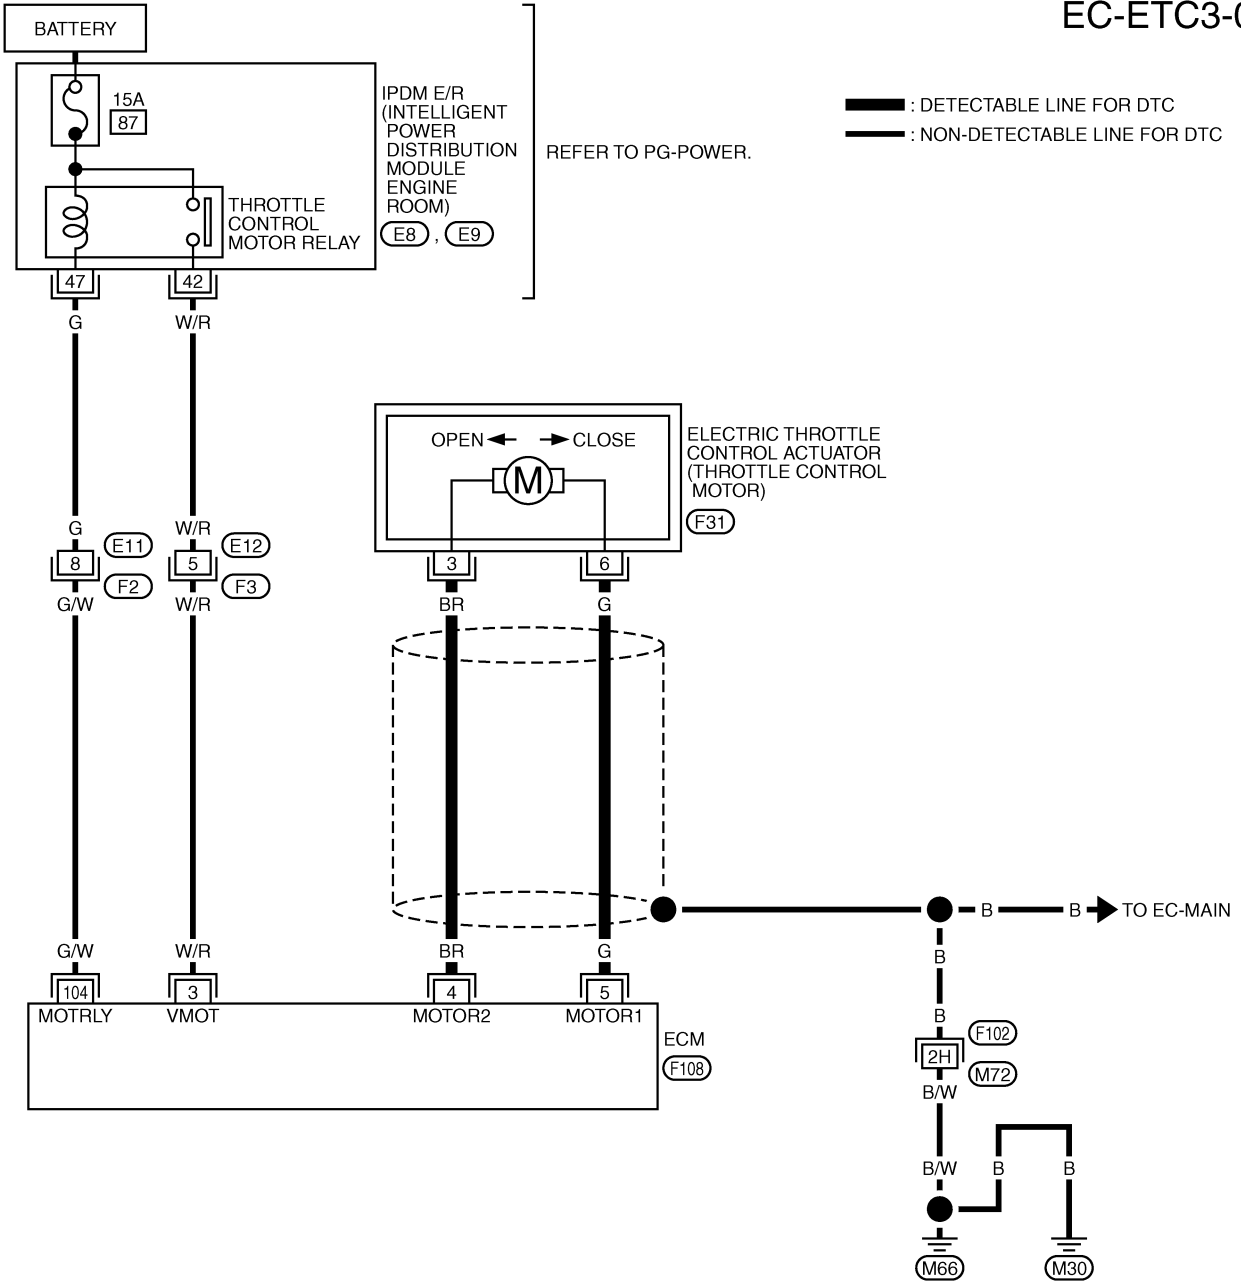 EC-ETC3-0
BATTERY
: DETECTABLE LINE FOR DTC
: NON-DETECTABLE LINE FOR DTC
15A
87
IPDM E/R
(INTELLIGENT
POWER
DISTRIBUTION
MODULE
ENGINE
ROOM)
E8 , E9
REFER TO PG-POWER.
THROTTLE
CONTROL
MOTOR RELAY
47 42
G W/R
OPEN CLOSE
M
ELECTRIC THROTTLE
CONTROL ACTUATOR
(THROTTLE CONTROL
MOTOR)
F31
G W/R
8 E11 5 E12
F2 F3
3 6
G/W W/R BR G
B B TO EC-MAIN
G/W W/R BR G
B
104 3 4 5
MOTRLY VMOT MOTOR2 MOTOR1
B
ECM
F108
F102
2H
M72
B/W
B/W B B
M66 M30